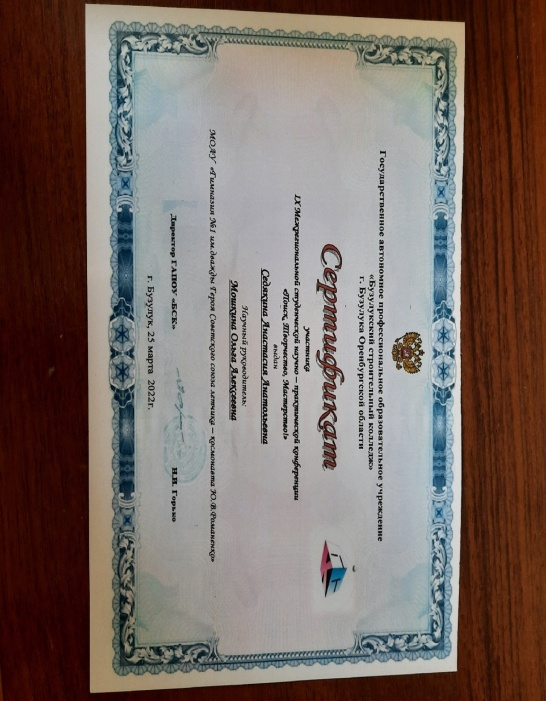 Государственное автономное профессиональное образовательное учреждение
«Бузулукский строительный колледж»
г. Бузулука Оренбургской области
Сертификат
участника
IX Межрегиональной студенческой научно – практической конференции
«Поиск, Творчество, Мастерство!»
выдан
Седяхина Анастасия Анатольевна
Научный руководитель:
Мошкина Ольга Алексеевна
МОАУ «Гимназия №1 им.дважды Героя Советского союза летчика – космонавта Ю.В.Романенко»
Директор ГАПОУ «БСК» Н.Н. Горько
г. Бузулук, 25 марта 2022г.